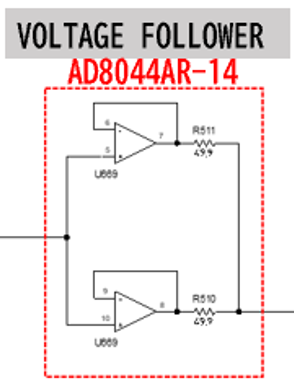 VOLTAGE FOLLOWER
AD8044AR-14
6
7
5
U669
R511
49.9
9
8
10
U669
R510
49.9